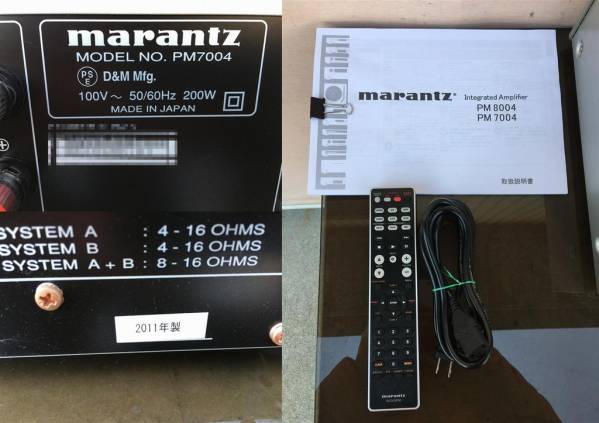 marantz
MODEL NO. PM7004
PS E D&M Mfg.
100V ~ 50/60Hz 200W
MADE IN JAPAN
SYSTEM A : 4 - 16 OHMS
SYSTEM B : 4 - 16 OHMS
SYSTEM A + B : 8 - 16 OHMS
2011年製
marantz® Integrated Amplifier
PM 8004
PM 7004
取扱説明書
marantz